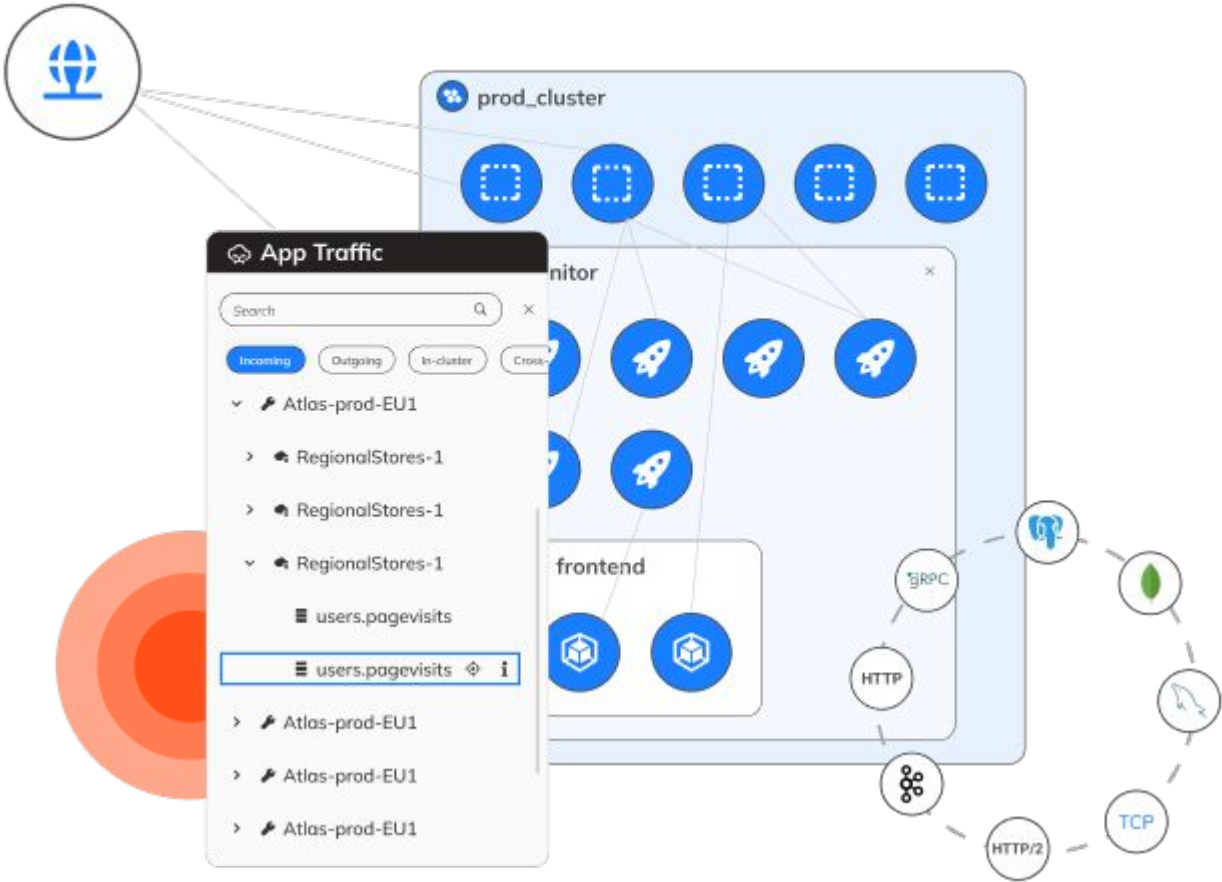 prod_cluster
App Traffic
nitor
Search
Incoming
Outgoing
In-cluster
Cross-
Atlas-prod-EU1
RegionalStores-1
RegionalStores-1
RegionalStores-1
frontend
users.pagevisits
users.pagevisits
Atlas-prod-EU1
Atlas-prod-EU1
Atlas-prod-EU1
gRPC
HTTP
TCP
HTTP/2